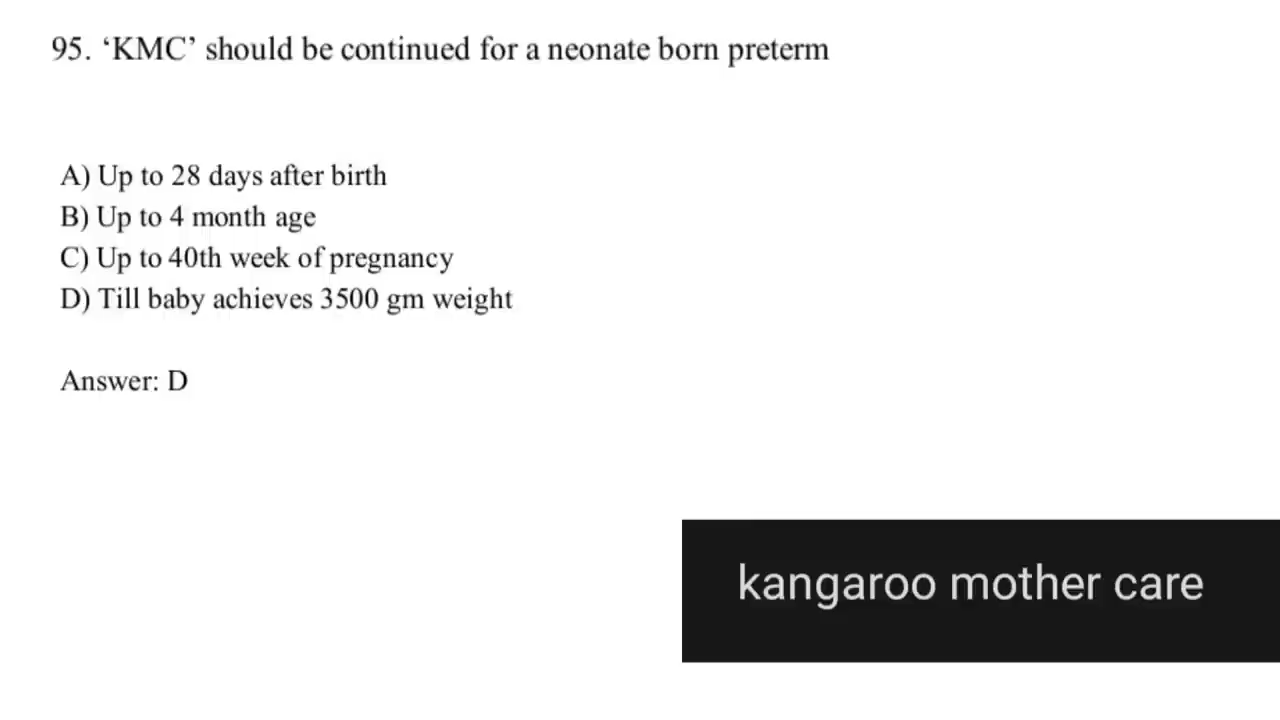 95. ‘KMC’ should be continued for a neonate born preterm
A) Up to 28 days after birth
B) Up to 4 month age
C) Up to 40th week of pregnancy
D) Till baby achieves 3500 gm weight
Answer: D
kangaroo mother care